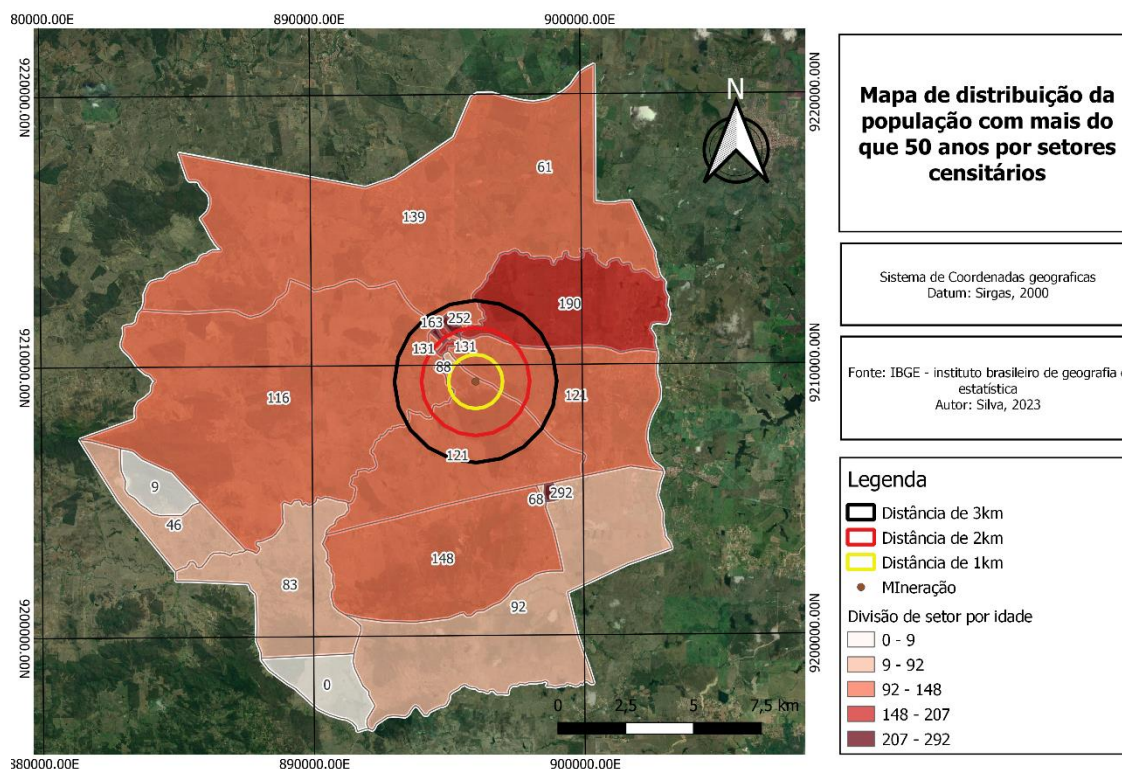 80000.00E
890000.00E
900000.00E
9220000.00N
9220000.00N
N
61
139
190
252
163
131
131
9210000.00N
9210000.00N
88
116
121
121
9
68
292
46
148
83
92
9200000.00N
9200000.00N
0
0
2,5
5
7,5 km
380000.00E
890000.00E
900000.00E
Mapa de distribuição da
população com mais do
que 50 anos por setores
censitários
Sistema de Coordenadas geograficas
Datum: Sirgas, 2000
Fonte: IBGE - instituto brasileiro de geografia e
estatística
Autor: Silva, 2023
Legenda
Distância de 3km
Distância de 2km
Distância de 1km
MIneração
Divisão de setor por idade
0 - 9
9 - 92
92 - 148
148 - 207
207 - 292